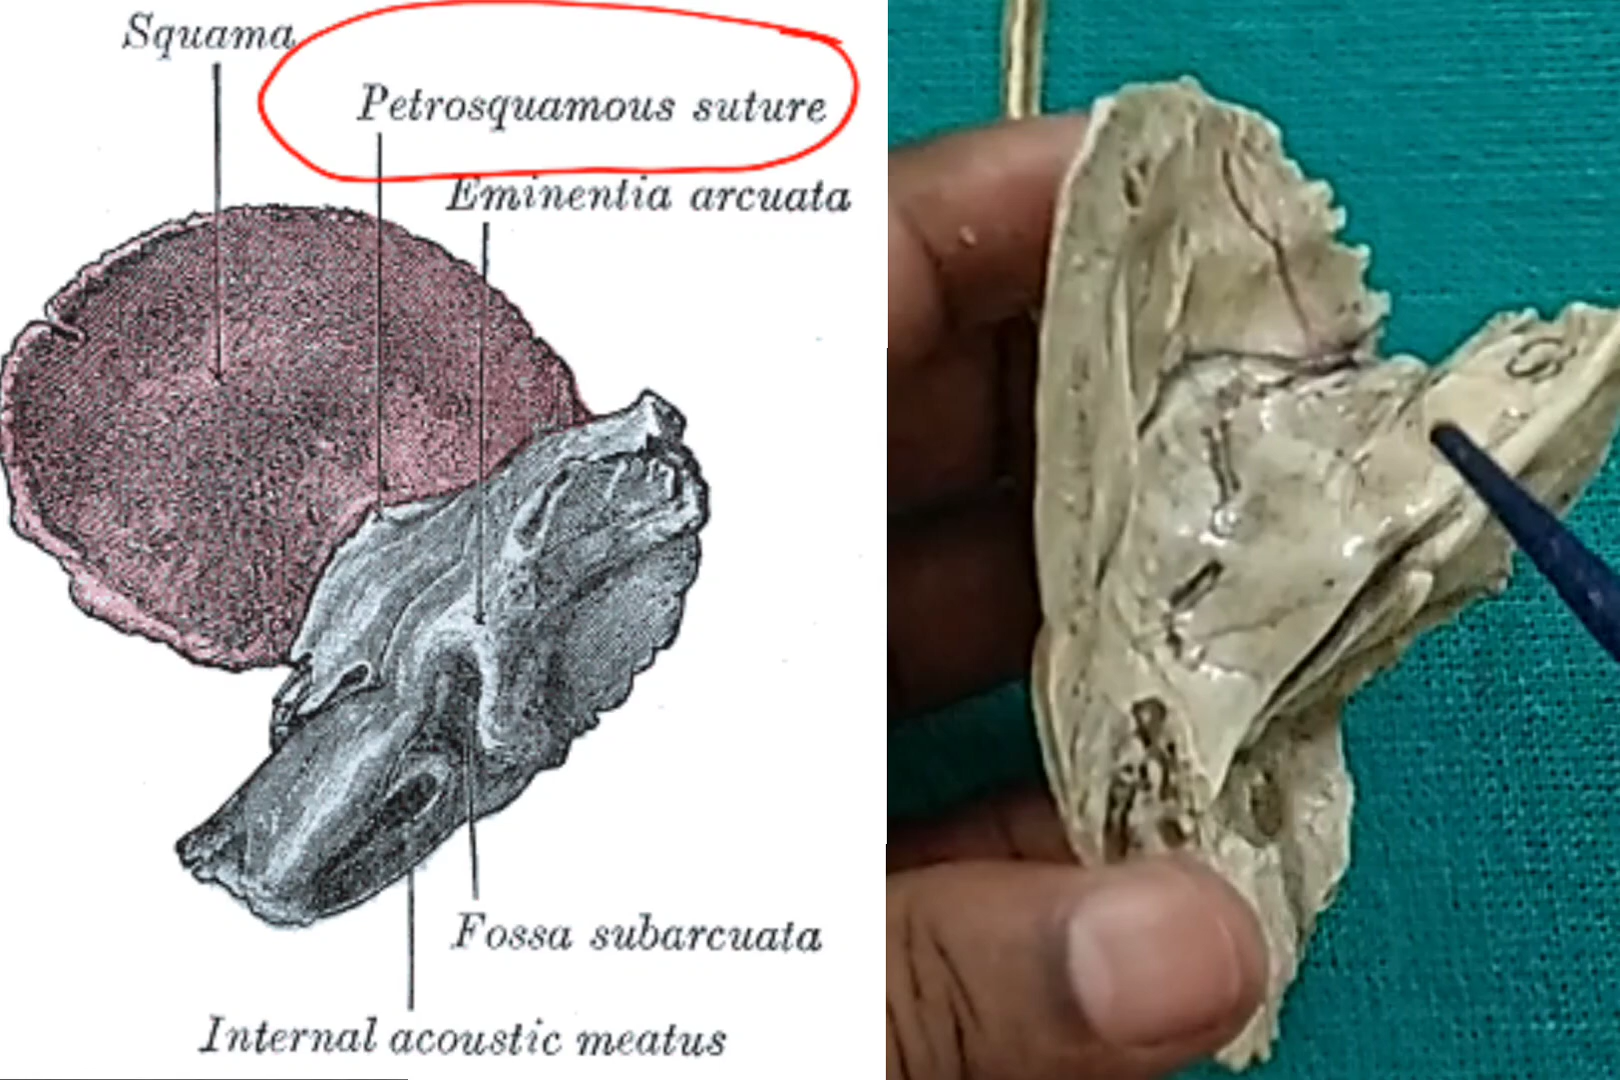 Squama
Petrosquamous suture
Eminentia arcuata
Fossa subarcuata
Internal acoustic meatus